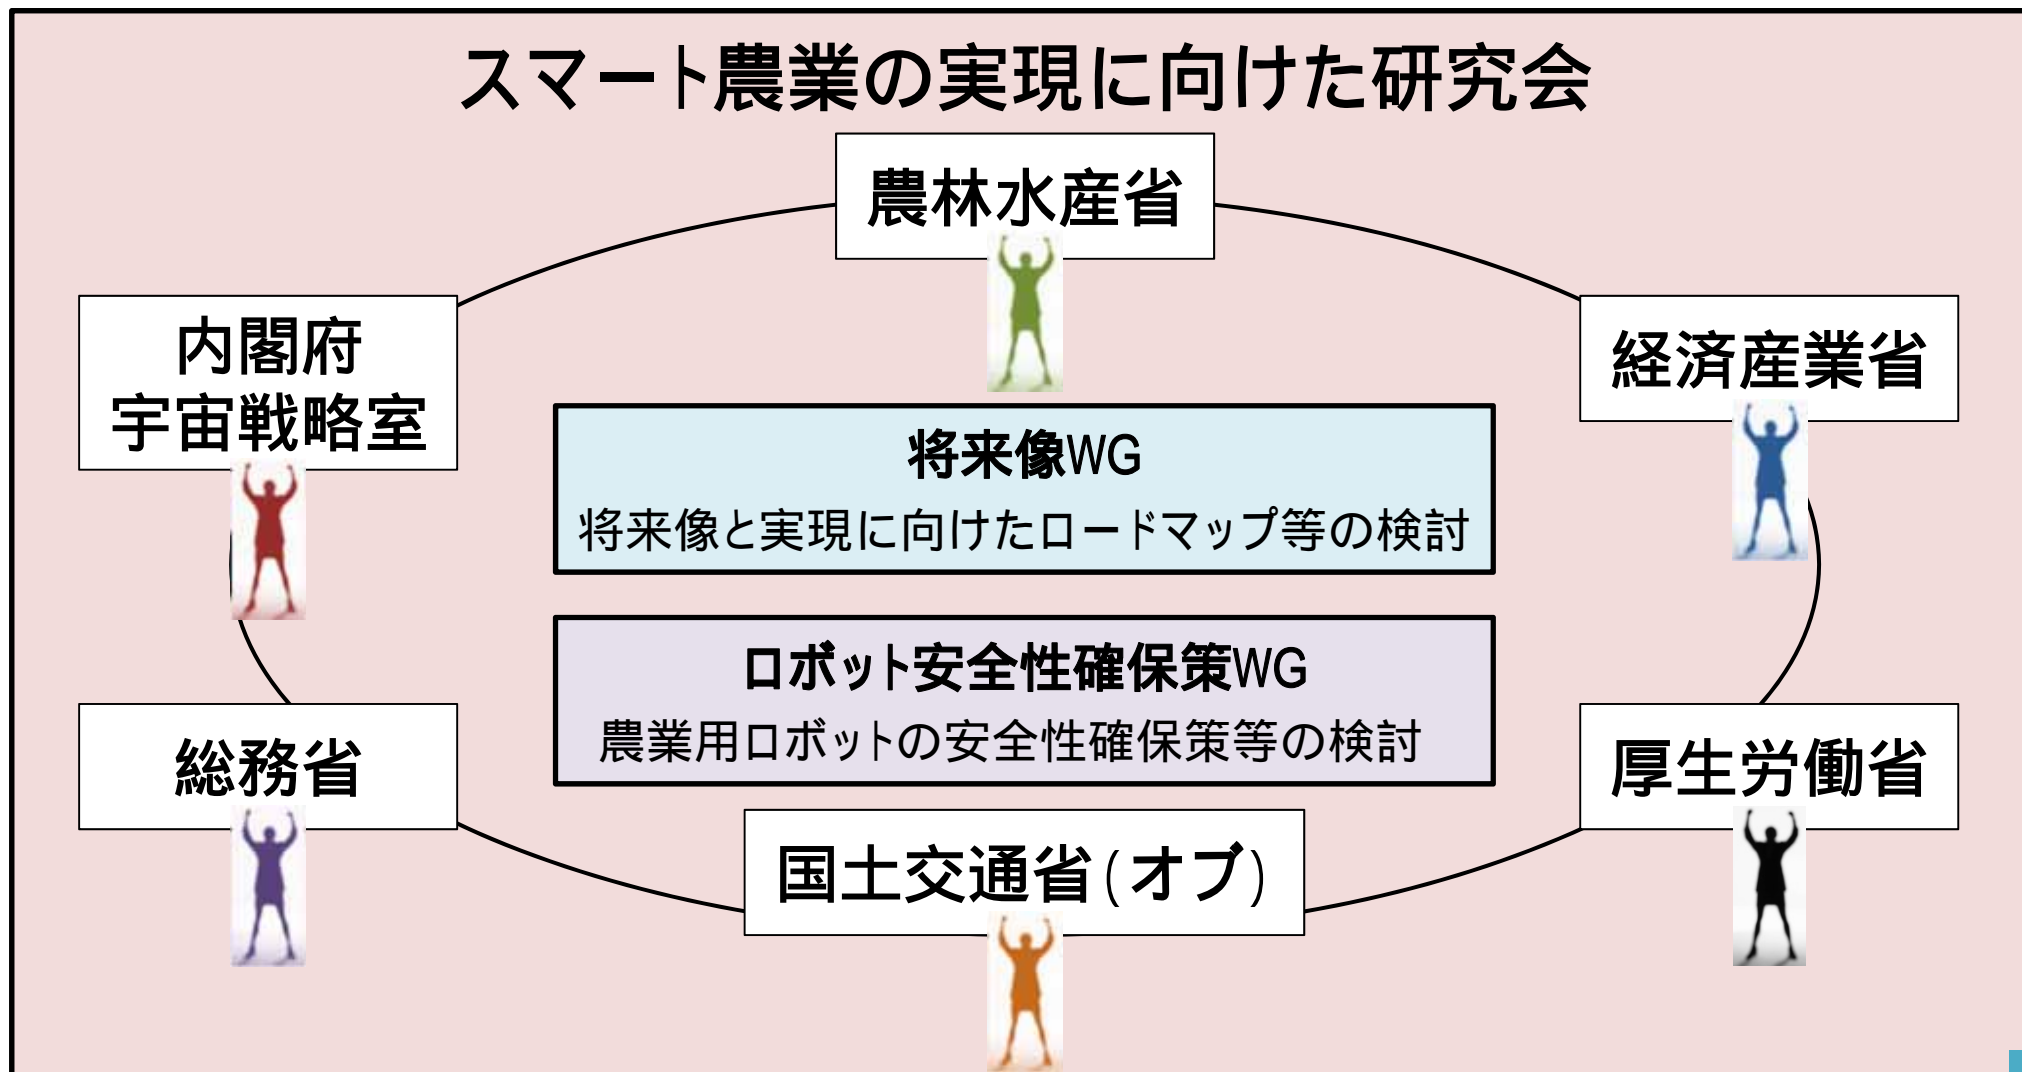 スマート農業の実現に向けた研究会
農林水産省
内閣府
宇宙戦略室
経済産業省
将来像WG
将来像と実現に向けたロードマップ等の検討
ロボット安全性確保策WG
農業用ロボットの安全性確保策等の検討
総務省
厚生労働省
国土交通省(オブ)